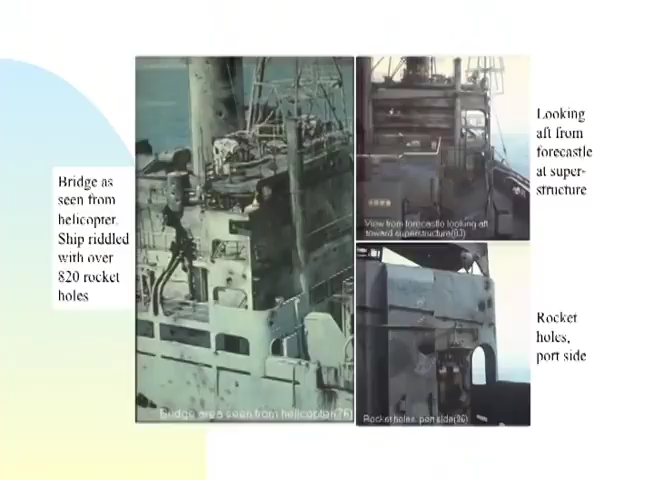 Bridge as
seen from
helicopter.
Ship riddled
with over
820 rocket
holes
Bridge area seen from helicopter(76)
Looking
aft from
forecastle
at super-
structure
View from forecastle looking aft
toward superstructure(83)
Rocket
holes,
port side
Rocket holes, port side(96)